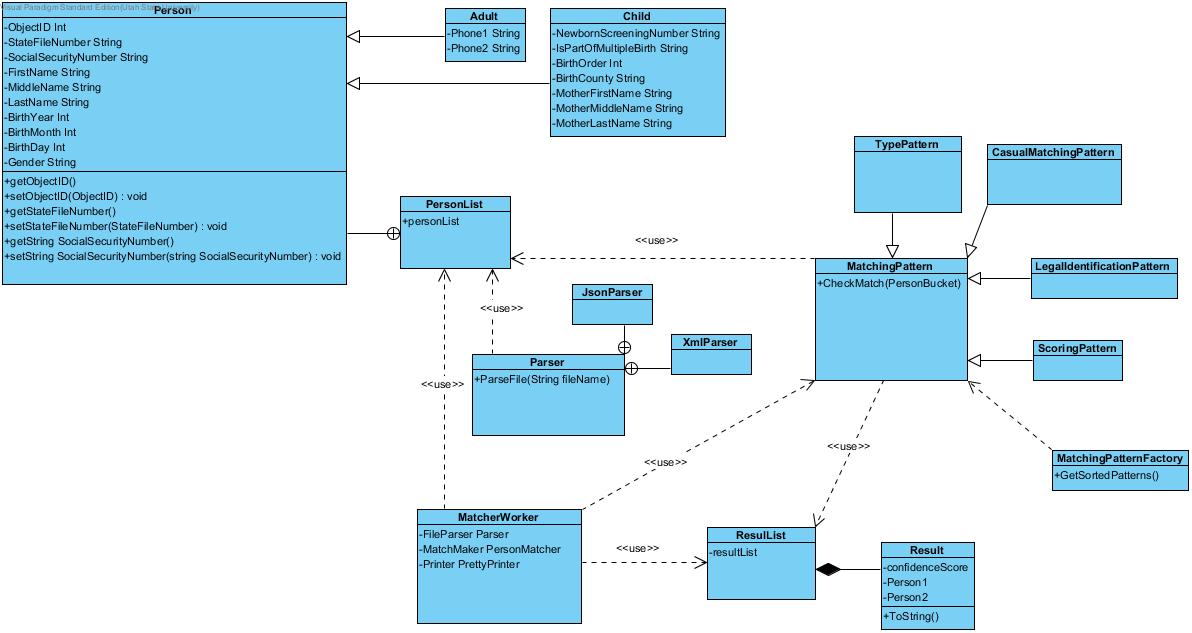 Visual Paradigm Standard Edition(Utah State University)
Person
-ObjectID Int
-StateFileNumber String
-SocialSecurityNumber String
-FirstName String
-MiddleName String
-LastName String
-BirthYear Int
-BirthMonth Int
-BirthDay Int
-Gender String
+getObjectID()
+setObjectID(ObjectID) : void
+getStateFileNumber()
+setStateFileNumber(StateFileNumber) : void
+getString SocialSecurityNumber()
+setString SocialSecurityNumber(string SocialSecurityNumber) : void
Adult
-Phone1 String
-Phone2 String
Child
-NewbornScreeningNumber String
-IsPartOfMultipleBirth String
-BirthOrder Int
-BirthCounty String
-MotherFirstName String
-MotherMiddleName String
-MotherLastName String
TypePattern
CasualMatchingPattern
PersonList
+personList
<<use>>
MatchingPattern
+CheckMatch(PersonBucket)
LegalIdentificationPattern
JsonParser
<<use>>
XmlParser
ScoringPattern
Parser
+ParseFile(String fileName)
<<use>>
<<use>>
<<use>>
MatchingPatternFactory
+GetSortedPatterns()
MatcherWorker
-FileParser Parser
-MatchMaker PersonMatcher
-Printer PrettyPrinter
<<use>>
ResulList
-resultList
Result
-confidenceScore
-Person1
-Person2
+ToString()